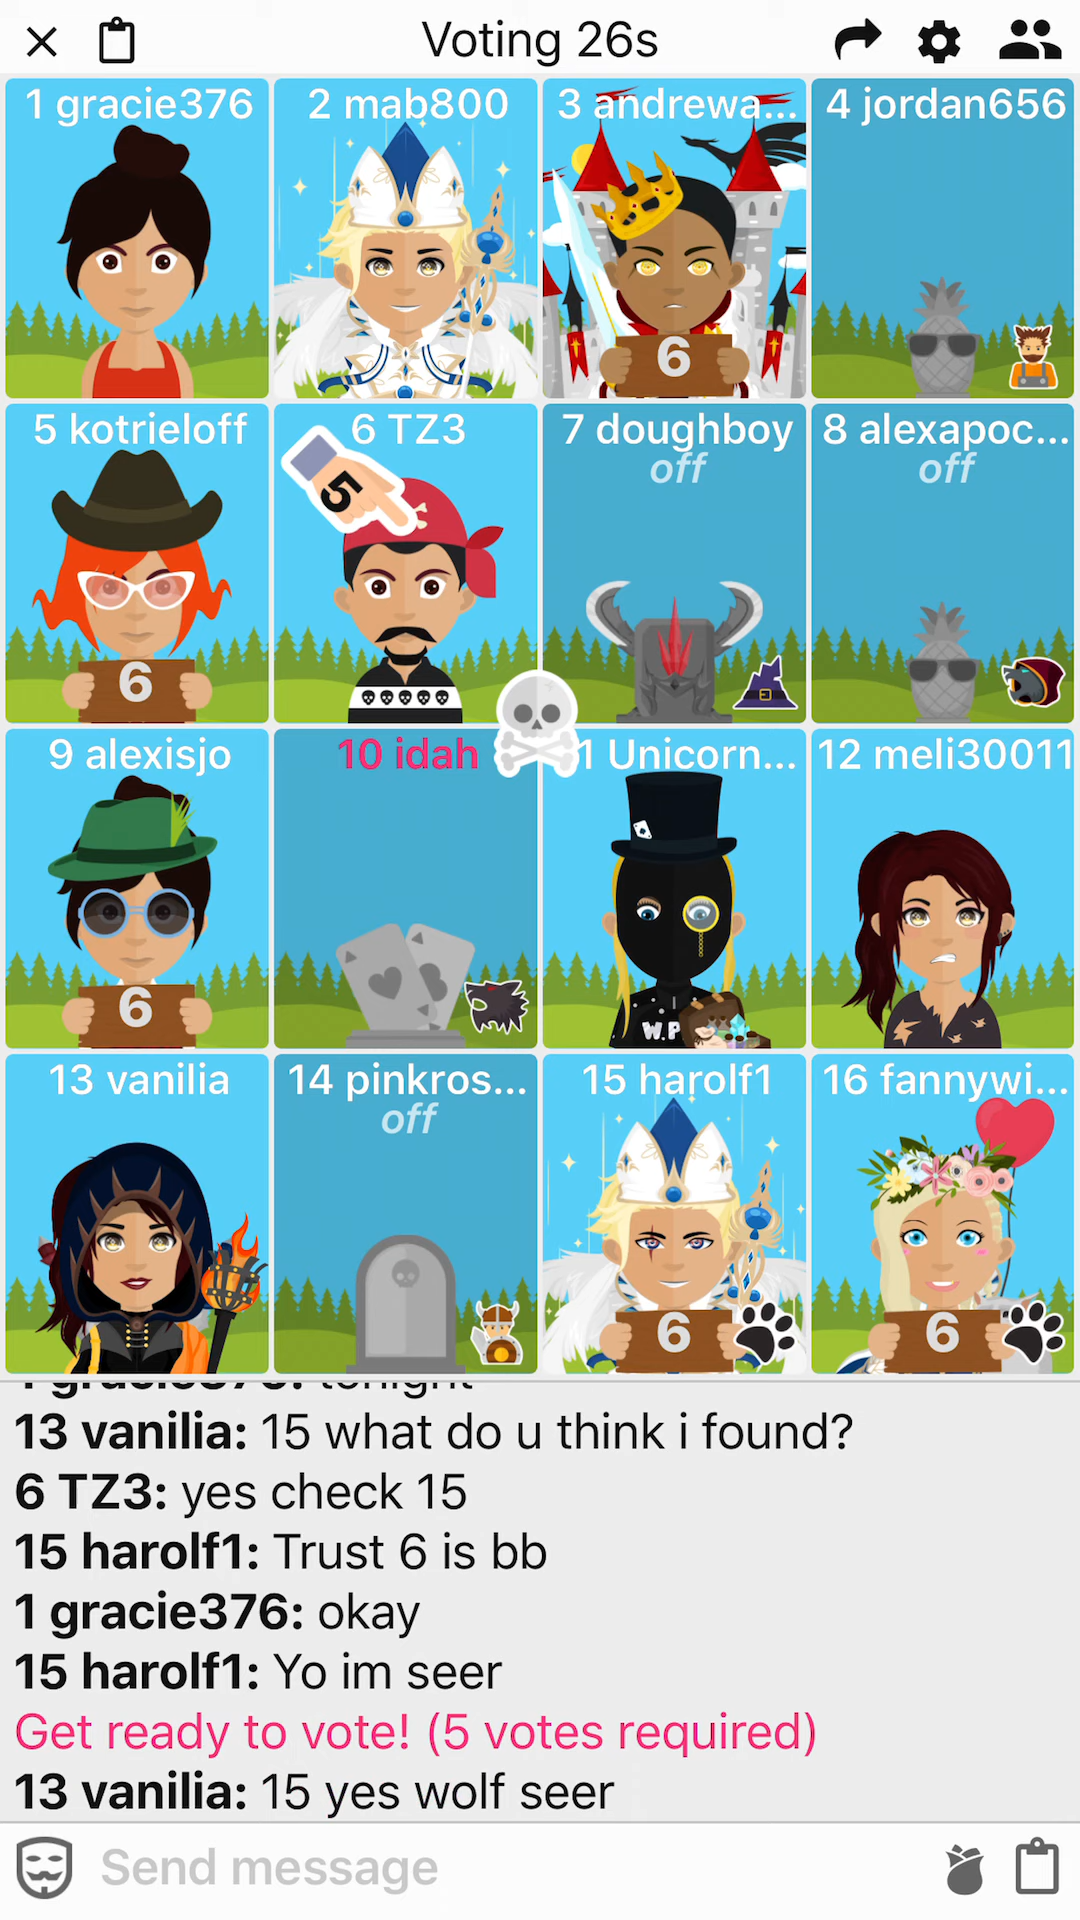 Voting 26s
1 gracie376
2 mab800
3 andrewa...
4 jordan656
6
5 kotrieloff
6 TZ3
7 doughboy
8 alexapoc...
off
off
5
6
9 alexisjo
10 idah
1 Unicorn...
12 meli30011
6
W.P
13 vanilia
14 pinkros...
15 harolf1
16 fannywi...
off
6
6
13 vanilia: 15 what do u think i found?
6 TZ3: yes check 15
15 harolf1: Trust 6 is bb
1 gracie376: okay
15 harolf1: Yo im seer
Get ready to vote! (5 votes required)
13 vanilia: 15 yes wolf seer
Send message